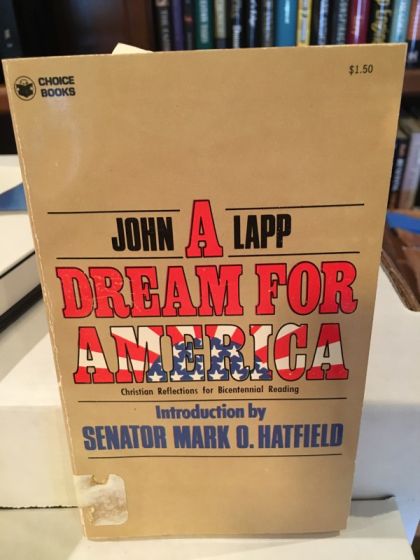 CHOICE
BOOKS
$1.50
JOHN A LAPP
DREAM FOR
AMERICA
Christian Reflections for Bicentennial Reading
Introduction by
SENATOR MARK O. HATFIELD